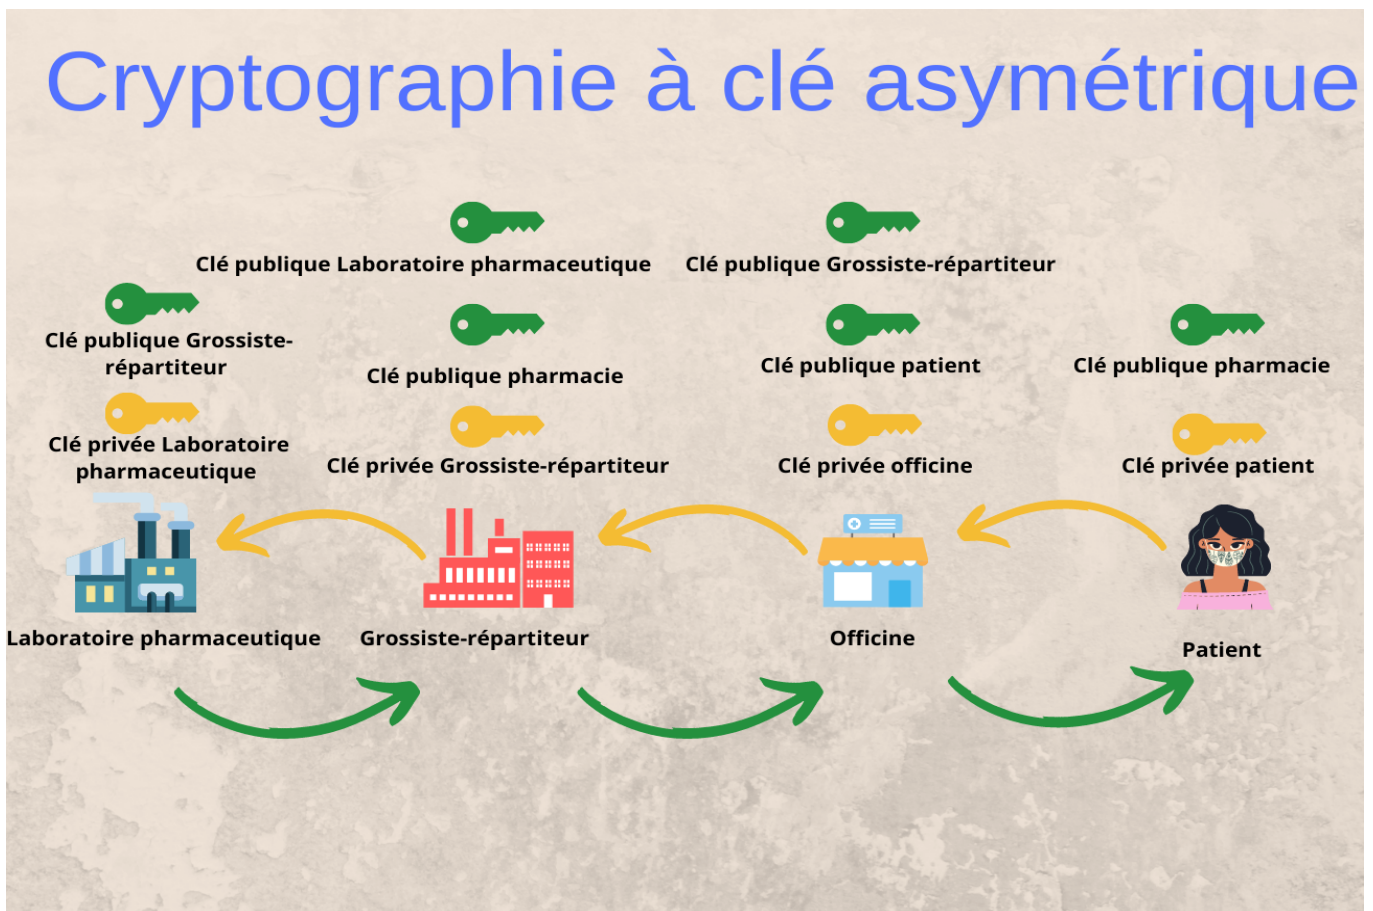 Cryptographie à clé asymétrique
Clé publique Laboratoire pharmaceutique
Clé publique Grossiste-répartiteur
Clé publique Grossiste-
répartiteur
Clé publique pharmacie
Clé publique patient
Clé publique pharmacie
Clé privée Laboratoire
pharmaceutique
Clé privée Grossiste-répartiteur
Clé privée officine
Clé privée patient
Laboratoire pharmaceutique
Grossiste-répartiteur
Officine
Patient